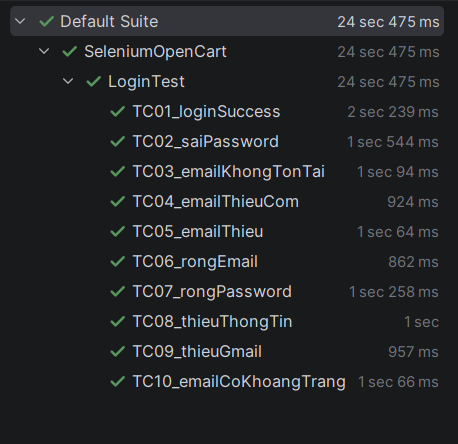 Default Suite 24 sec 475 ms
SeleniumOpenCart 24 sec 475 ms
LoginTest 24 sec 475 ms
TC01_loginSuccess 2 sec 239 ms
TC02_saiPassword 1 sec 544 ms
TC03_emailKhongTonTai 1 sec 94 ms
TC04_emailThieuCom 924 ms
TC05_emailThieu 1 sec 64 ms
TC06_rongEmail 862 ms
TC07_rongPassword 1 sec 258 ms
TC08_thieuThongTin 1 sec
TC09_thieuGmail 957 ms
TC10_emailCoKhoangTrang 1 sec 66 ms